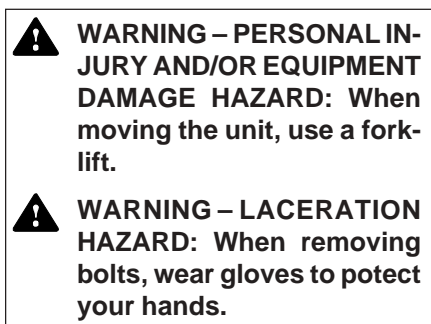 WARNING – PERSONAL IN-
JURY AND/OR EQUIPMENT
DAMAGE HAZARD: When
moving the unit, use a fork-
lift.
WARNING – LACERATION
HAZARD: When removing
bolts, wear gloves to potect
your hands.